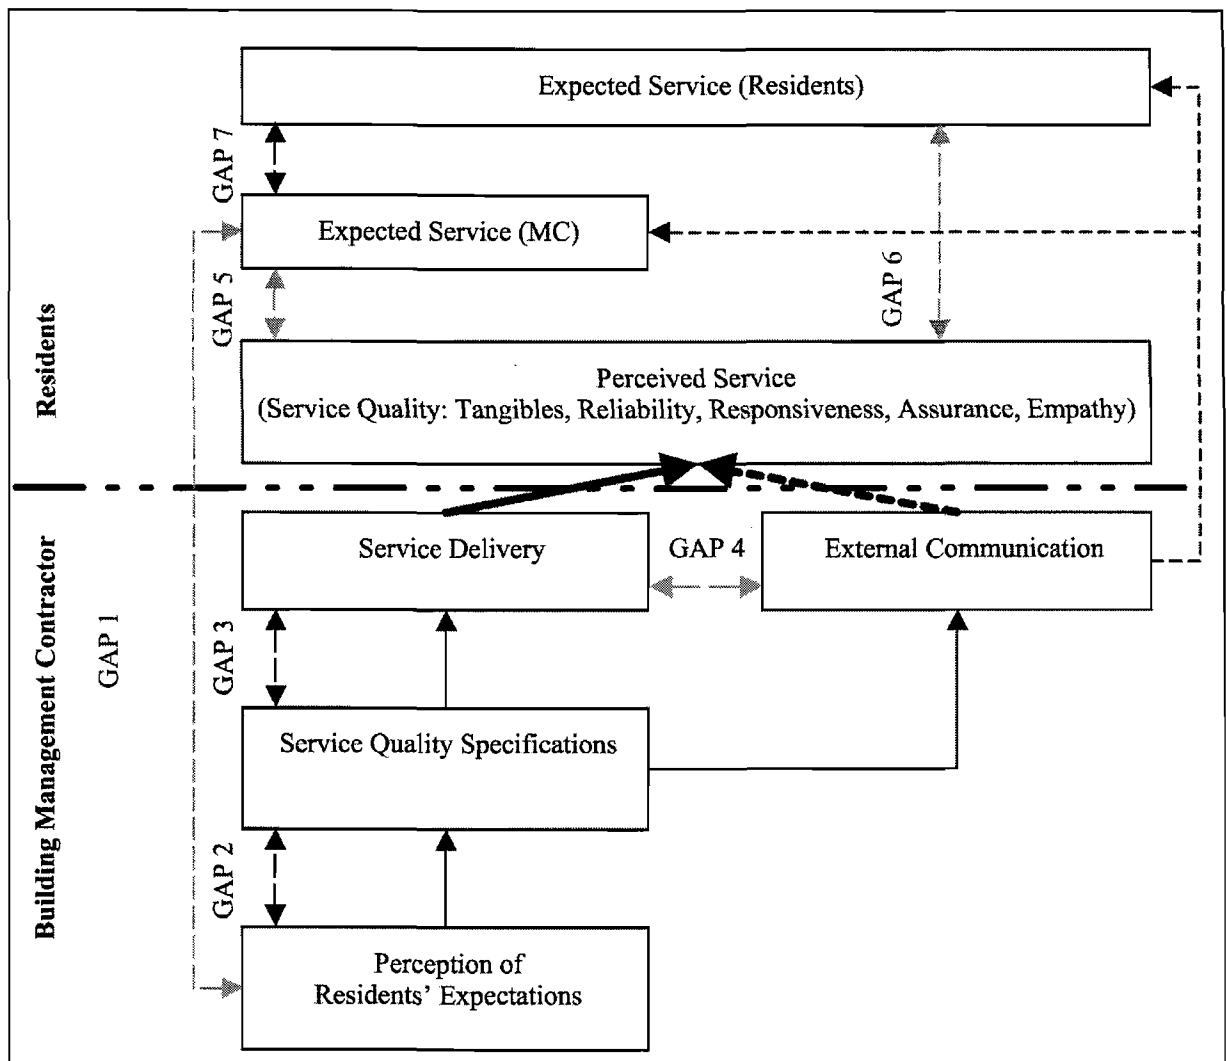 Expected Service (Residents)
GAP 7
Expected Service (MC)
GAP 5
GAP 6
Residents
Perceived Service
(Service Quality: Tangibles, Reliability, Responsiveness, Assurance, Empathy)
Service Delivery
GAP 4
External Communication
Building Management Contractor
GAP 1
GAP 3
Service Quality Specifications
GAP 2
Perception of
Residents' Expectations